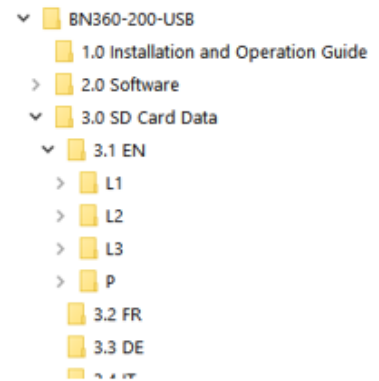 BN360-200-USB
1.0 Installation and Operation Guide
2.0 Software
3.0 SD Card Data
3.1 EN
L1
L2
L3
P
3.2 FR
3.3 DE